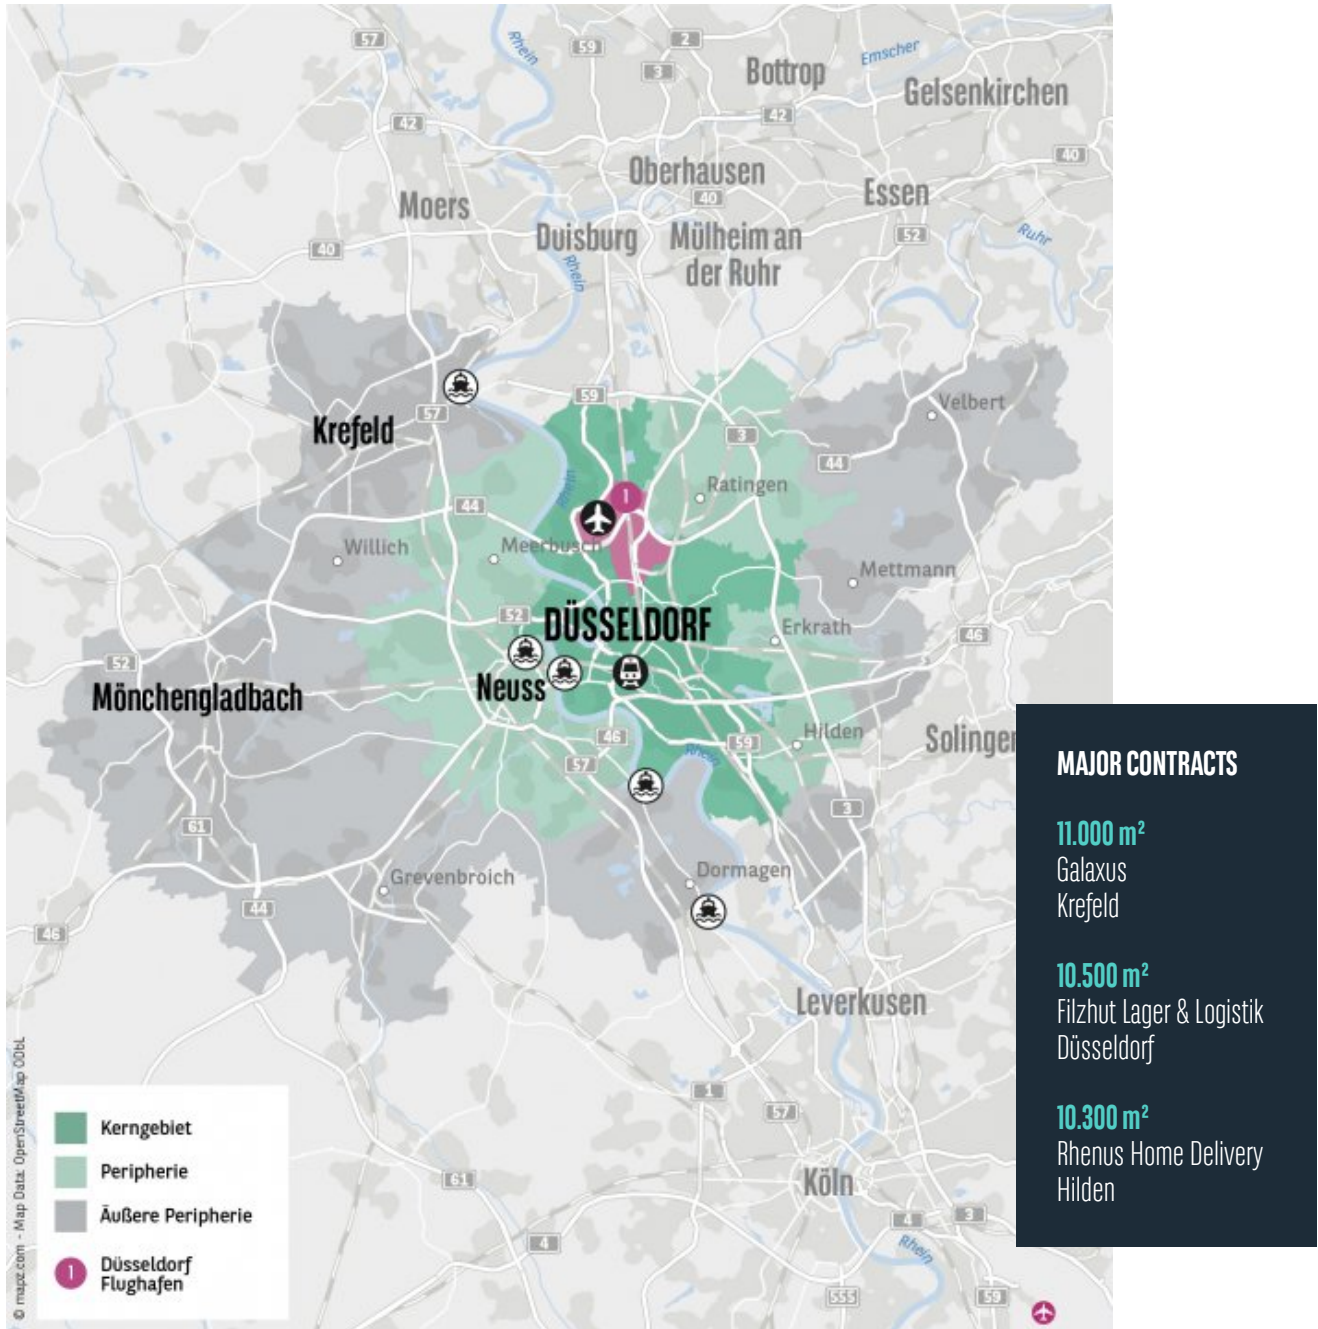 57
Rhein
59
2
3
Bottrop
Emscher
Gelsenkirchen
42
42
40
Oberhausen
40
Essen
Moers
Duisburg
Mülheim an
der Ruhr
52
Ruhr
40
Rhein
59
Velbert
57
Krefeld
3
44
Rhein
Ratingen
1
44
Willich
Meerbusch
Mettmann
52
DÜSSELDORF
Erkrath
46
52
Mönchengladbach
Neuss
46
59
Hilden
Solingen
Rhein
57
61
3
Grevenbroich
Dormagen
44
46
Leverkusen
1
57
61
Köln
4
3
4
Rhein
555
59
© mapz.com - Map Data: OpenStreetMap ODbL
Kerngebiet
Peripherie
Äußere Peripherie
1
Düsseldorf
Flughafen
MAJOR CONTRACTS
11.000 m²
Galaxus
Krefeld
10.500 m²
Filzhut Lager & Logistik
Düsseldorf
10.300 m²
Rhenus Home Delivery
Hilden